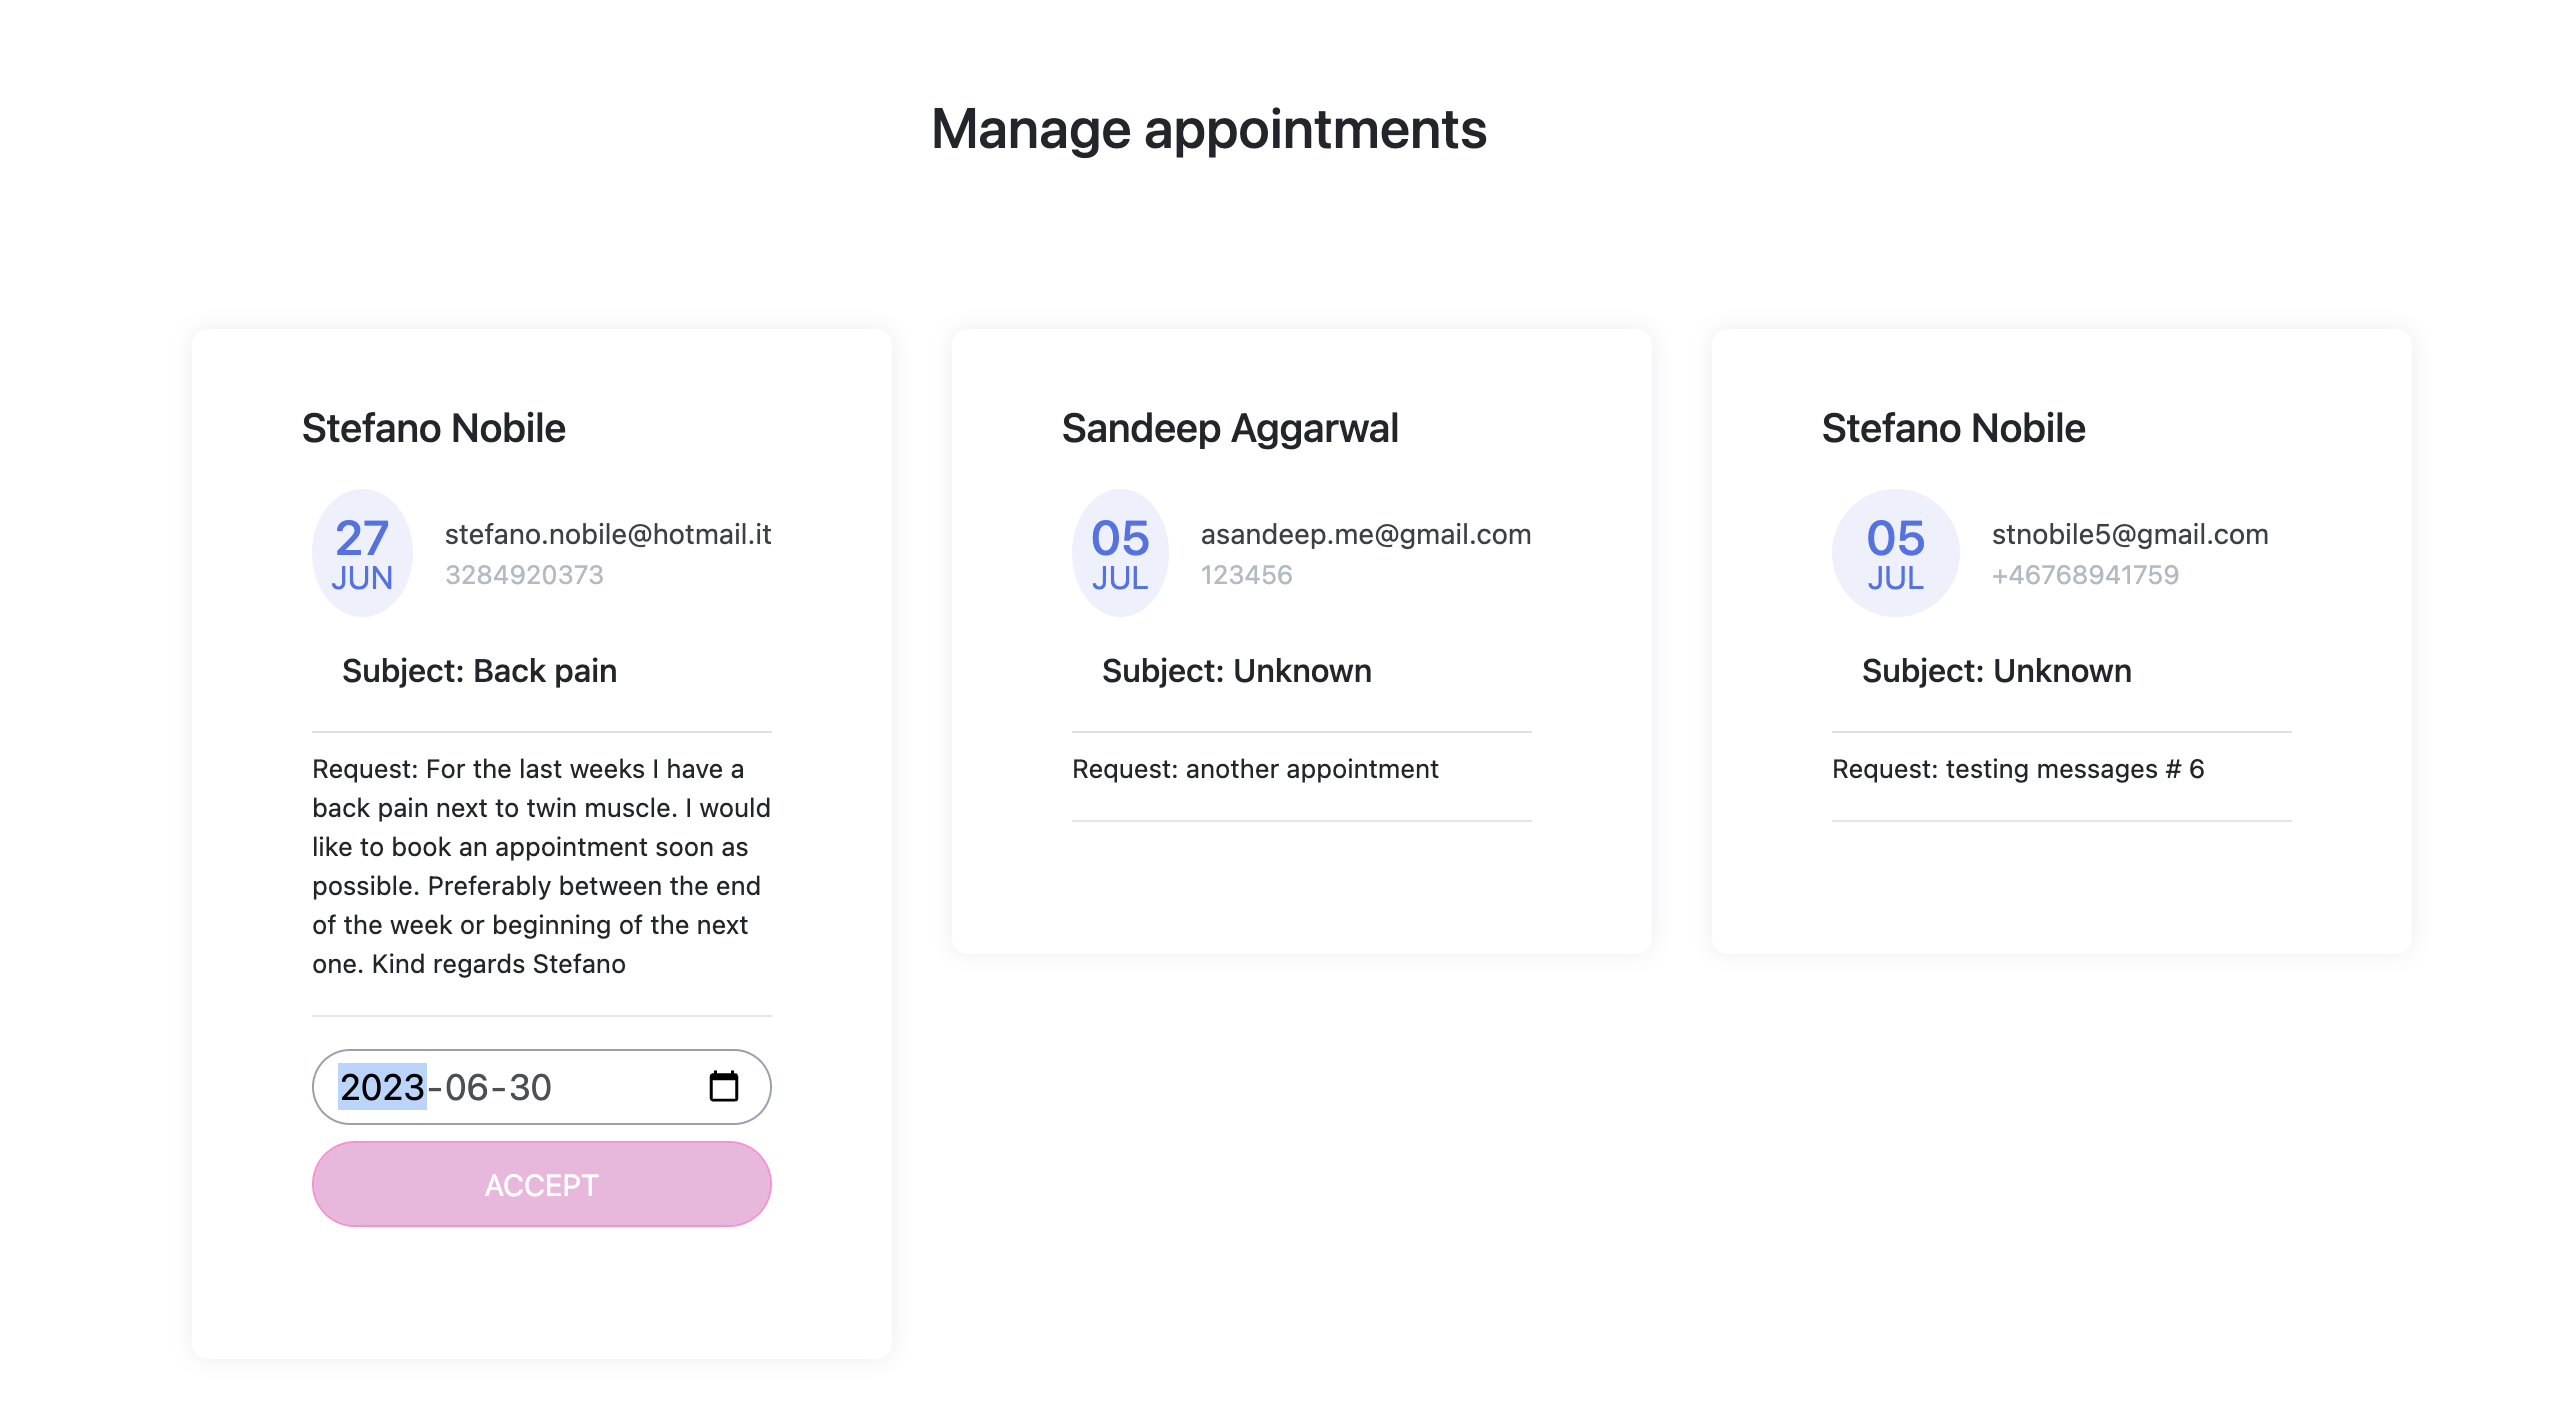 Manage appointments
Stefano Nobile
27
JUN
stefano.nobile@hotmail.it
3284920373
Subject: Back pain
Request: For the last weeks I have a
back pain next to twin muscle. I would
like to book an appointment soon as
possible. Preferably between the end
of the week or beginning of the next
one. Kind regards Stefano
2023-06-30
ACCEPT
Sandeep Aggarwal
05
JUL
asandeep.me@gmail.com
123456
Subject: Unknown
Request: another appointment
Stefano Nobile
05
JUL
stnobile5@gmail.com
+46768941759
Subject: Unknown
Request: testing messages # 6